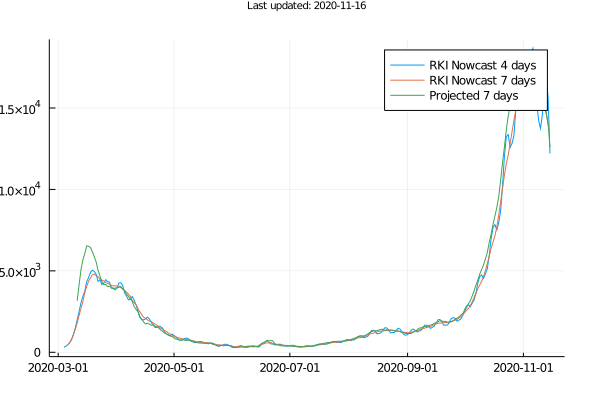 Last updated: 2020-11-16
RKI Nowcast 4 days
RKI Nowcast 7 days
Projected 7 days
1.5×10⁴
1.0×10⁴
5.0×10³
0
2020-03-01 2020-05-01 2020-07-01 2020-09-01 2020-11-01